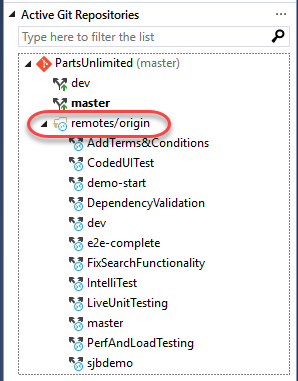 Active Git Repositories
Type here to filter the list
PartsUnlimited (master)
dev
master
remotes/origin
AddTerms&Conditions
CodedUITest
demo-start
DependencyValidation
dev
e2e-complete
FixSearchFunctionality
IntelliTest
LiveUnitTesting
master
PerfAndLoadTesting
sjbdemo